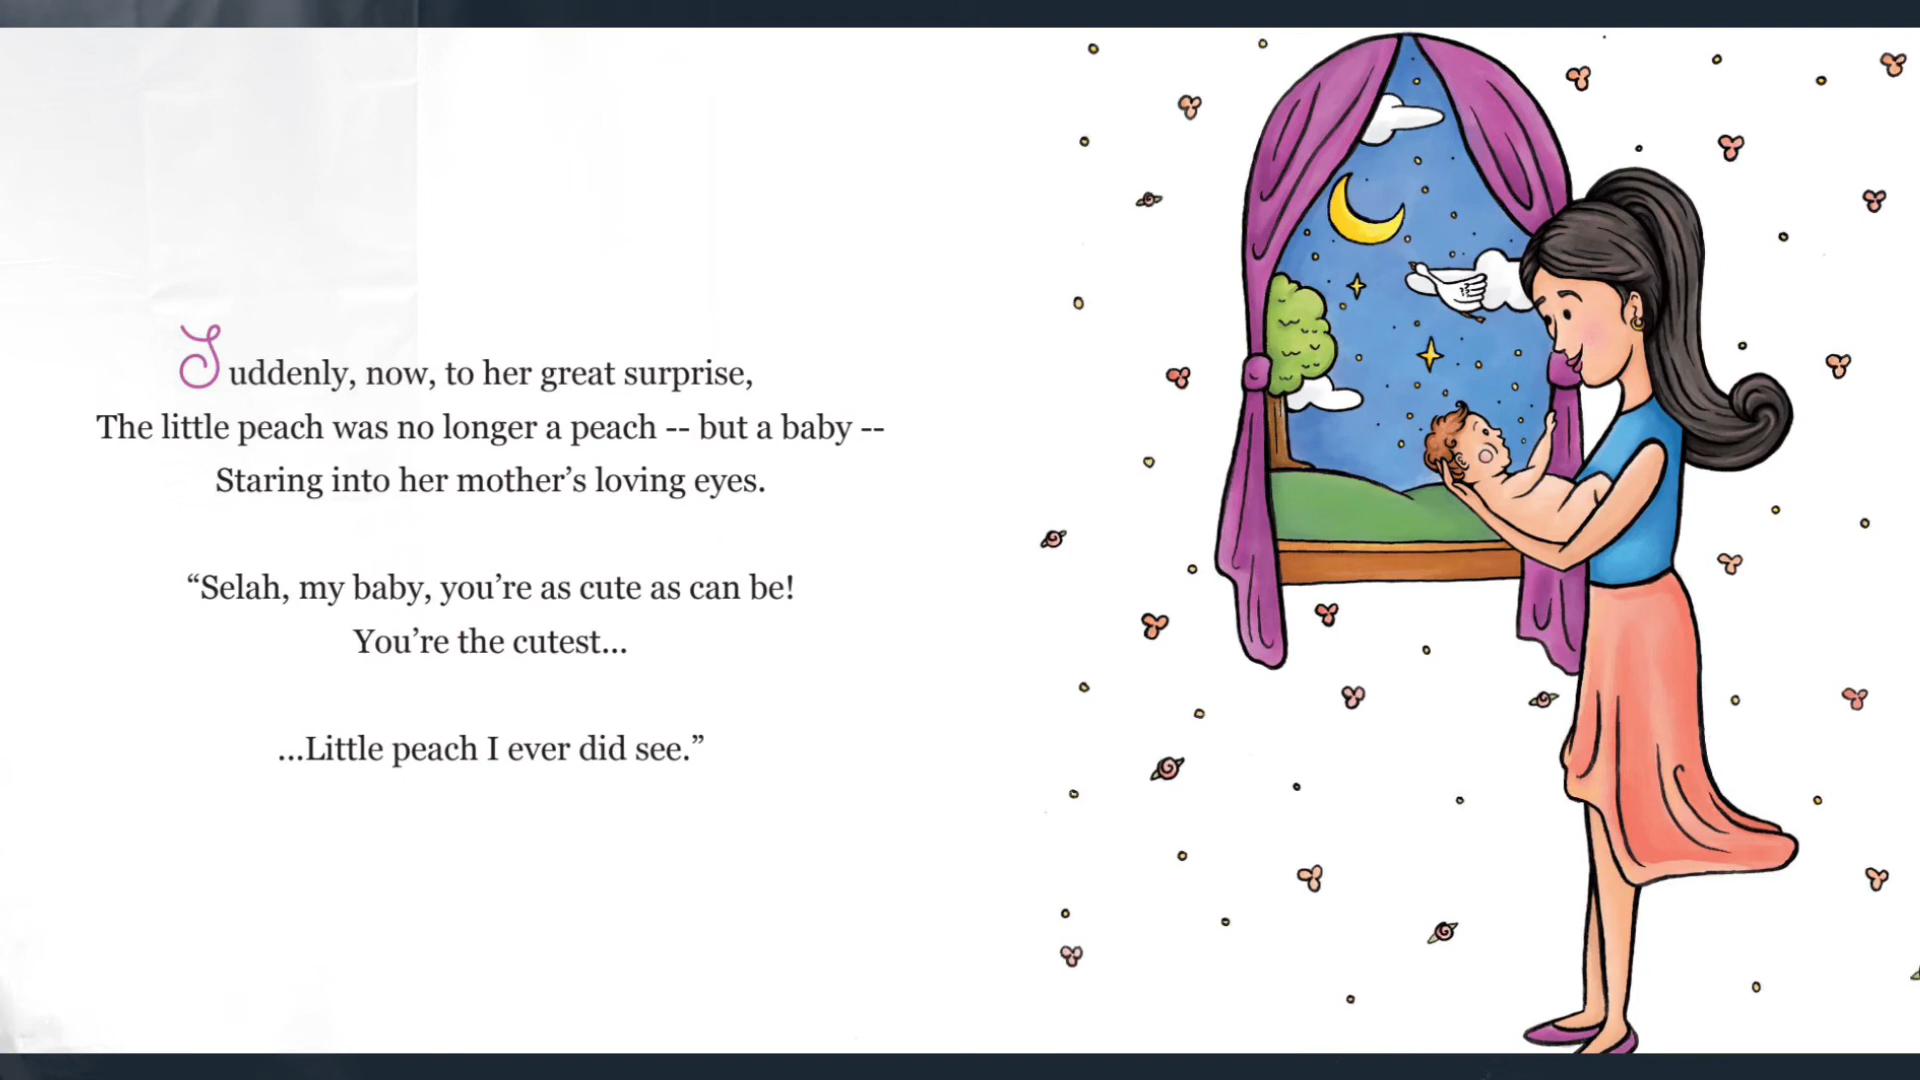 Suddenly, now, to her great surprise,
The little peach was no longer a peach -- but a baby --
Staring into her mother’s loving eyes.
“Selah, my baby, you’re as cute as can be!
You’re the cutest...
...Little peach I ever did see.”